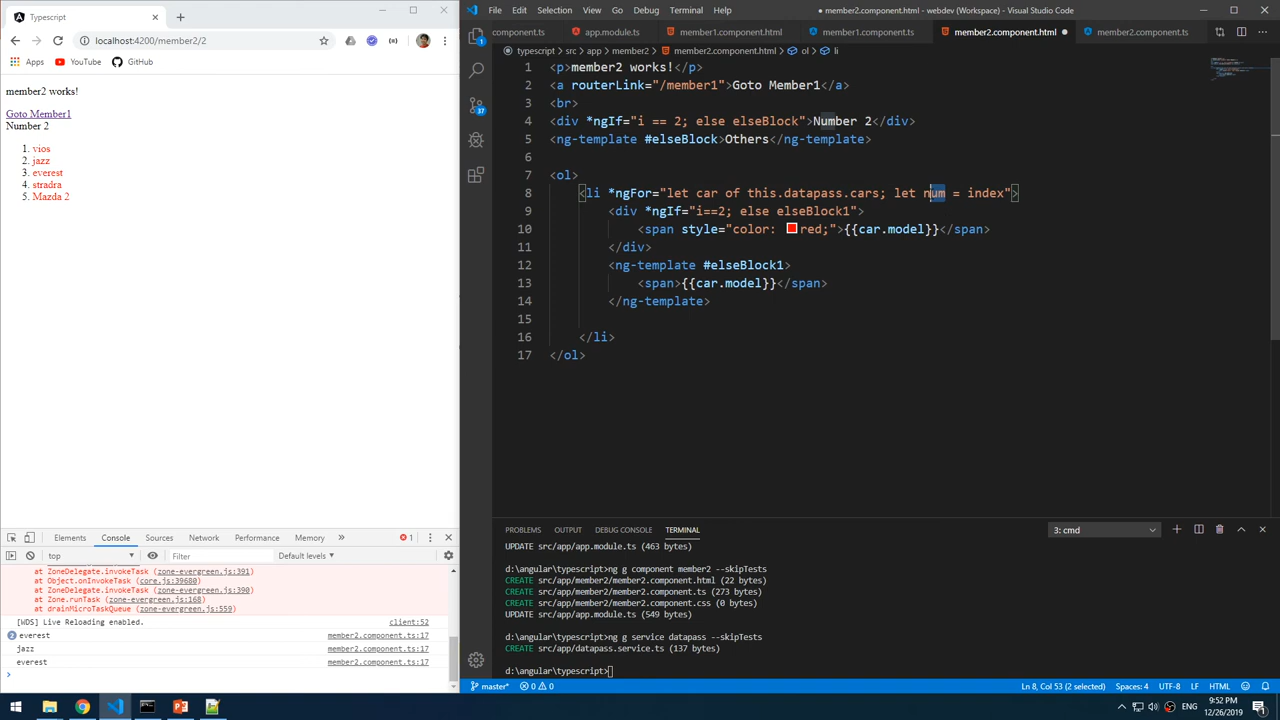 Typescript
localhost:4200/member2/2
Apps YouTube GitHub
member2 works!
Goto Member1
Number 2
1. vios
2. jazz
3. everest
4. stradra
5. Mazda 2
Elements Console Sources Network Performance Memory » 1
top Filter Default levels
at ZoneDelegate.invokeTask (zone-evergreen.js:391)
at Object.onInvokeTask (core.js:39680)
at ZoneDelegate.invokeTask (zone-evergreen.js:390)
at Zone.runTask (zone-evergreen.js:168)
at drainMicroTaskQueue (zone-evergreen.js:559)
[WDS] Live Reloading enabled. client:52
2 everest member2.component.ts:17
jazz member2.component.ts:17
everest member2.component.ts:17
>
File Edit Selection View Go Debug Terminal Help ● member2.component.html - webdev (Workspace) - Visual Studio Code
component.ts app.module.ts member1.component.html member1.component.ts member2.component.html ● member2.component.ts
typescript › src › app › member2 › member2.component.html › ol › li
37
1 <p>member2 works!</p>
2 <a routerLink="/member1">Goto Member1</a>
3 <br>
4 <div *ngIf="i == 2; else elseBlock">Number 2</div>
5 <ng-template #elseBlock>Others</ng-template>
6
7 <ol>
8 <li *ngFor="let car of this.datapass.cars; let num = index">
9 <div *ngIf="i==2; else elseBlock1">
10 <span style="color: red;">{{car.model}}</span>
11 </div>
12 <ng-template #elseBlock1>
13 <span>{{car.model}}</span>
14 </ng-template>
15
16 </li>
17 </ol>
PROBLEMS OUTPUT DEBUG CONSOLE TERMINAL 3: cmd
UPDATE src/app/app.module.ts (463 bytes)
d:\angular\typescript>ng g component member2 --skipTests
CREATE src/app/member2/member2.component.html (22 bytes)
CREATE src/app/member2/member2.component.ts (273 bytes)
CREATE src/app/member2/member2.component.css (0 bytes)
UPDATE src/app/app.module.ts (549 bytes)
d:\angular\typescript>ng g service datapass --skipTests
CREATE src/app/datapass.service.ts (137 bytes)
d:\angular\typescript>
master* 0 0 Ln 8, Col 53 (2 selected) Spaces: 4 UTF-8 LF HTML
ENG 9:52 PM
12/26/2019